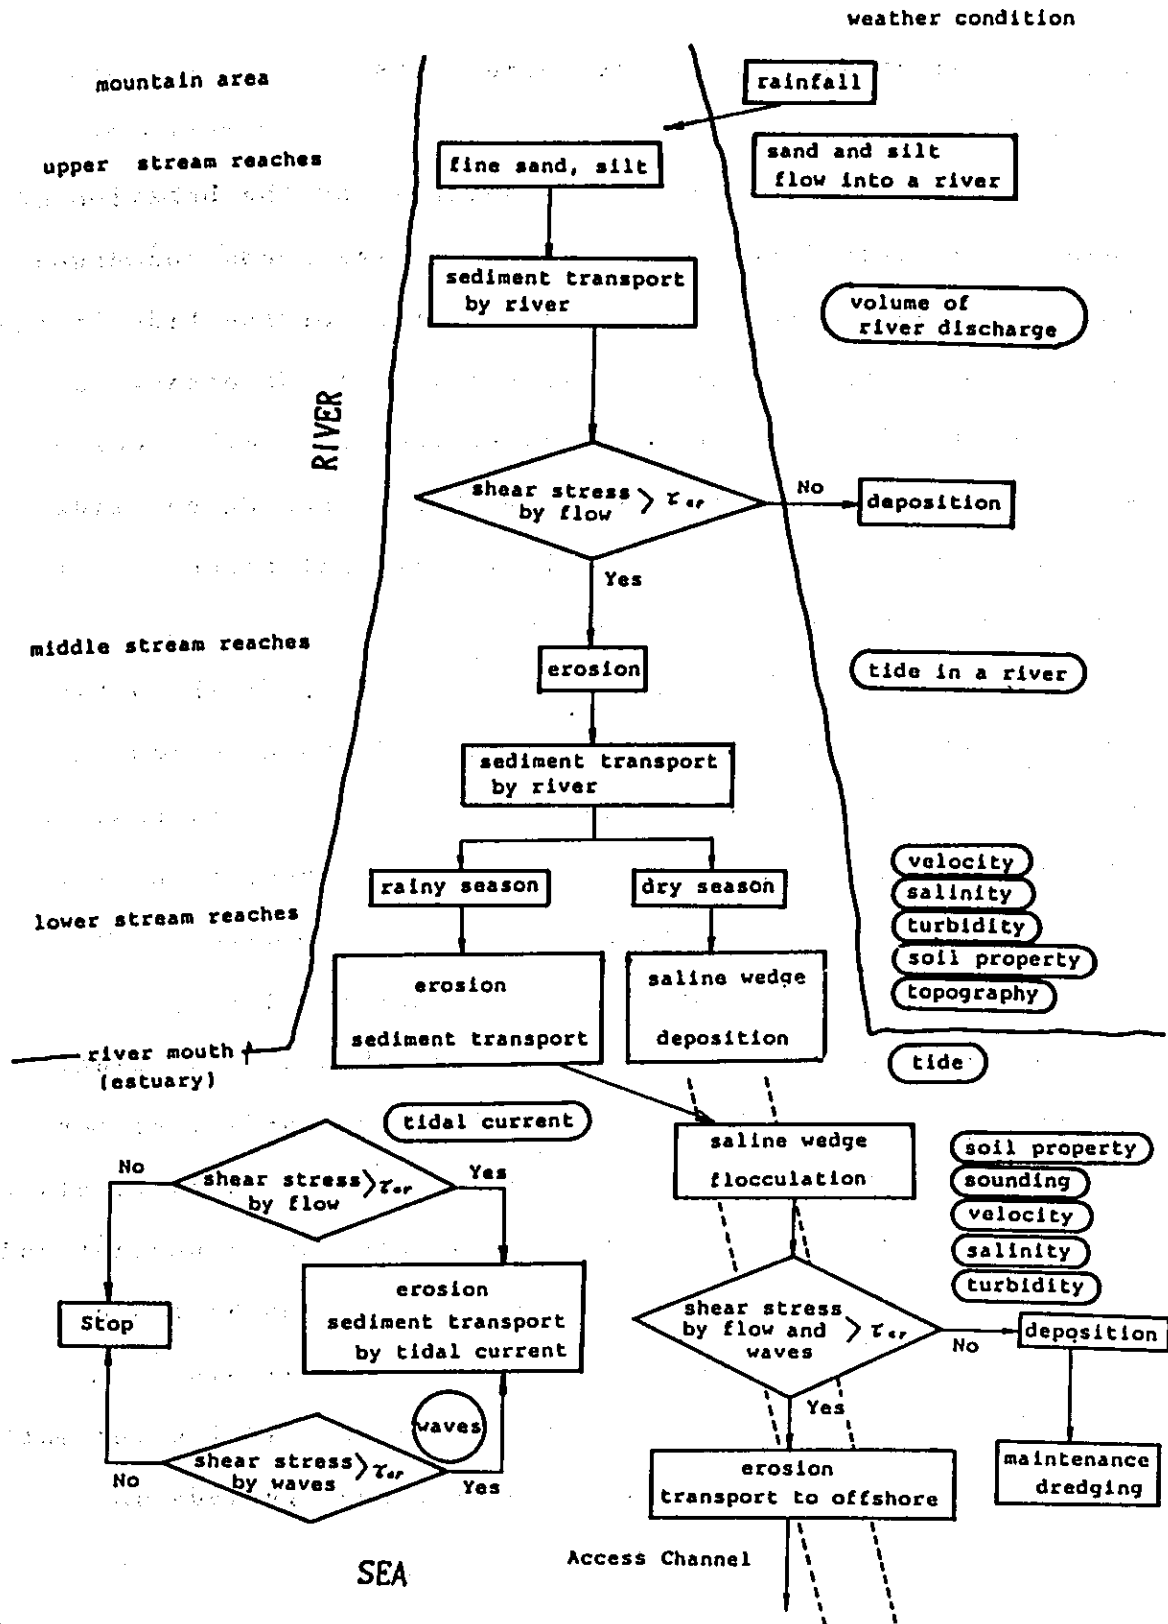 weather condition
mountain area
rainfall
upper stream reaches
fine sand, silt
sand and silt
flow into a river
sediment transport
by river
volume of
river discharge
RIVER
shear stress
by flow
> τcr
No
deposition
Yes
middle stream reaches
erosion
tide in a river
sediment transport
by river
rainy season
dry season
velocity
salinity
turbidity
soil property
topography
lower stream reaches
erosion
sediment transport
saline wedge
deposition
river mouth
(estuary)
tide
tidal current
No
shear stress
by flow
> τcr
Yes
saline wedge
flocculation
soil property
sounding
velocity
salinity
turbidity
Stop
erosion
sediment transport
by tidal current
shear stress
by flow and
waves
> τcr
No
deposition
Yes
waves
No
shear stress
by waves
> τcr
Yes
erosion
transport to offshore
maintenance
dredging
Access Channel
SEA